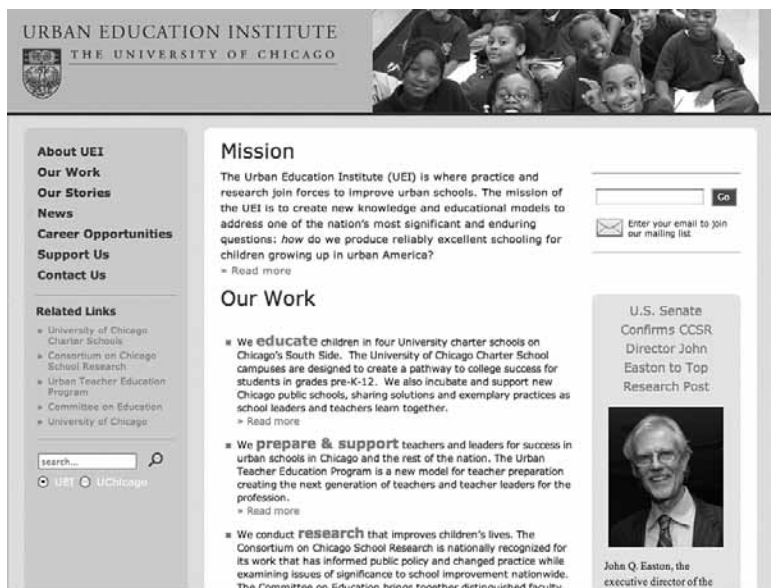 URBAN EDUCATION INSTITUTE
THE UNIVERSITY OF CHICAGO
About UEI
Our Work
Our Stories
News
Career Opportunities
Support Us
Contact Us
Related Links
» University of Chicago
Charter Schools
» Consortium on Chicago
School Research
» Urban Teacher Education
Program
» Committee on Education
» University of Chicago
search...
UEI UChicago
Mission
The Urban Education Institute (UEI) is where practice and
research join forces to improve urban schools. The mission of
the UEI is to create new knowledge and educational models to
address one of the nation's most significant and enduring
questions: how do we produce reliably excellent schooling for
children growing up in urban America?
» Read more
Our Work
We educate children in four University charter schools on
Chicago's South Side. The University of Chicago Charter School
campuses are designed to create a pathway to college success for
students in grades pre-K-12. We also incubate and support new
Chicago public schools, sharing solutions and exemplary practices as
school leaders and teachers learn together.
» Read more
We prepare & support teachers and leaders for success in
urban schools in Chicago and the rest of the nation. The Urban
Teacher Education Program is a new model for teacher preparation
creating the next generation of teachers and teacher leaders for the
profession.
» Read more
We conduct research that improves children's lives. The
Consortium on Chicago School Research is nationally recognized for
its work that has informed public policy and changed practice while
examining issues of significance to school improvement nationwide.
The Committee on Education brings together distinguished faculty
Go
Enter your email to join
our mailing list
U.S. Senate
Confirms CCSR
Director John
Easton to Top
Research Post
John Q. Easton, the
executive director of the